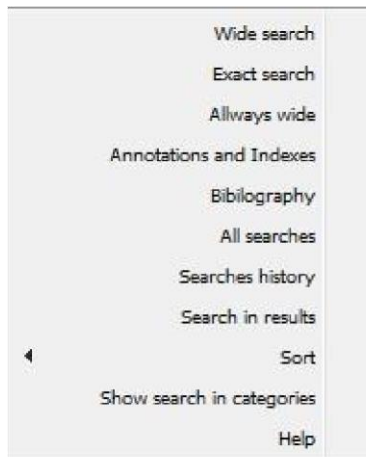 Wide search
Exact search
Allways wide
Annotations and Indexes
Bibilography
All searches
Searches history
Search in results
Sort
Show search in categories
Help